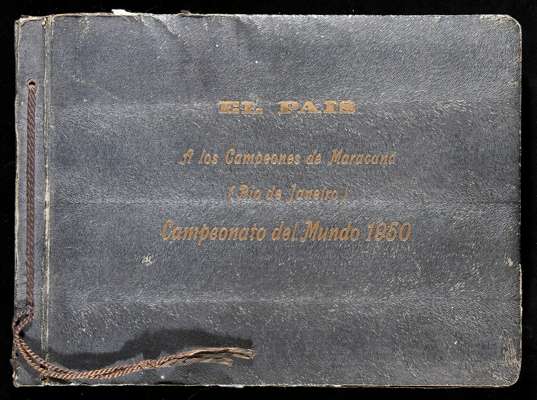 EL PAIS
A los Campeones de Maracaná
(Rio de Janeiro)
Campeonato del Mundo 1950